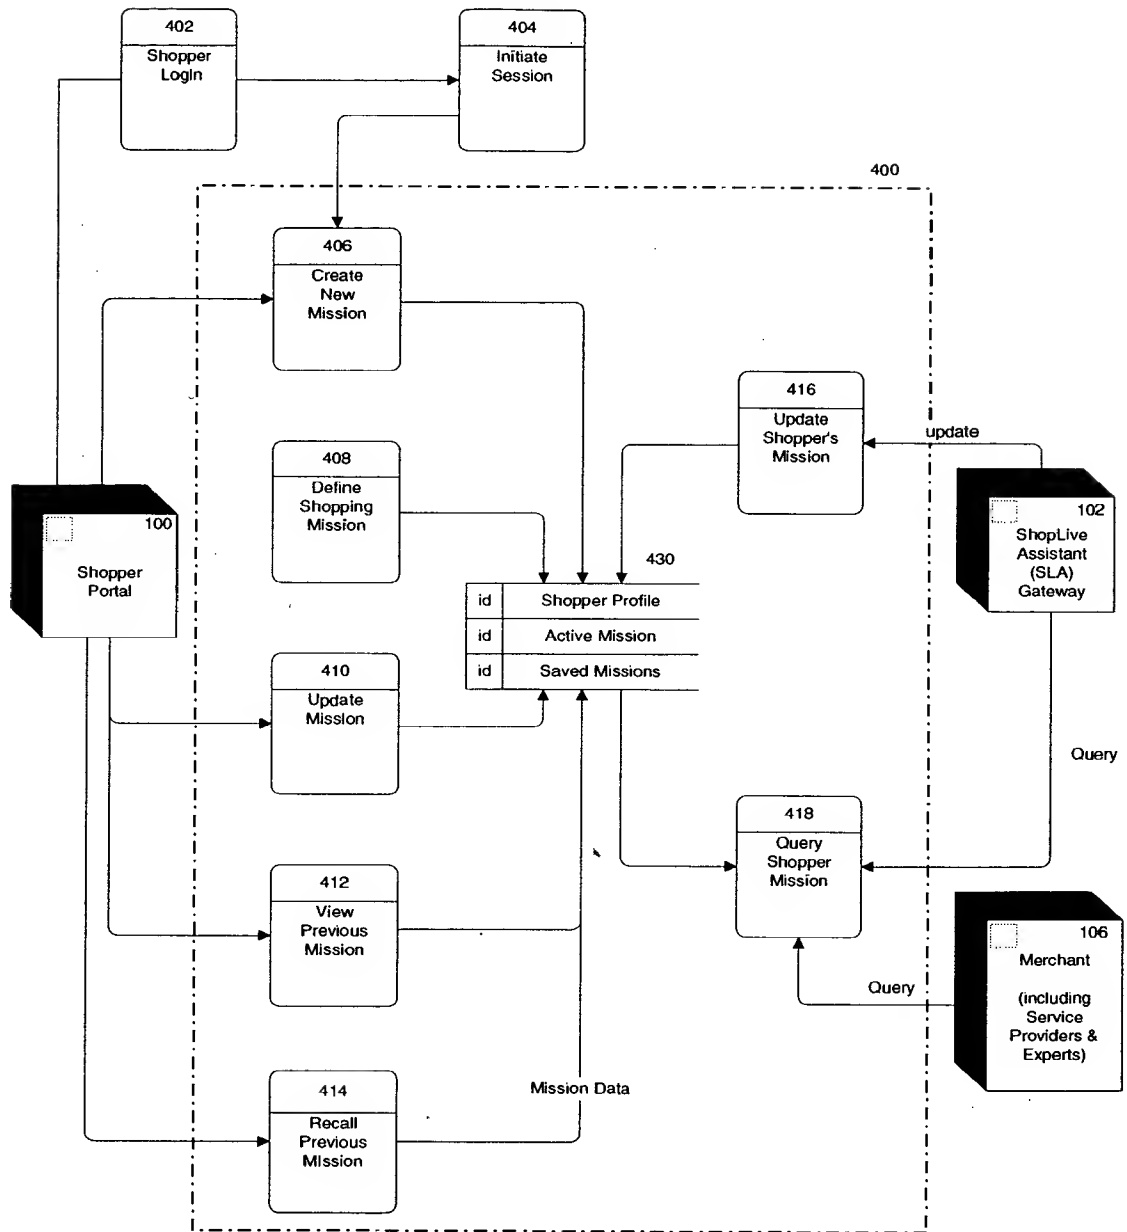 402
Shopper
Login
404
Initiate
Session
400
406
Create
New
Mission
416
Update
Shopper's
Mission
update
408
Define
Shopping
Mission
100
Shopper
Portal
102
ShopLive
Assistant
(SLA)
Gateway
430
id Shopper Profile
id Active Mission
id Saved Missions
410
Update
Mission
Query
418
Query
Shopper
Mission
412
View
Previous
Mission
106
Merchant
(including
Service
Providers &
Experts)
Query
Mission Data
414
Recall
Previous
Mission